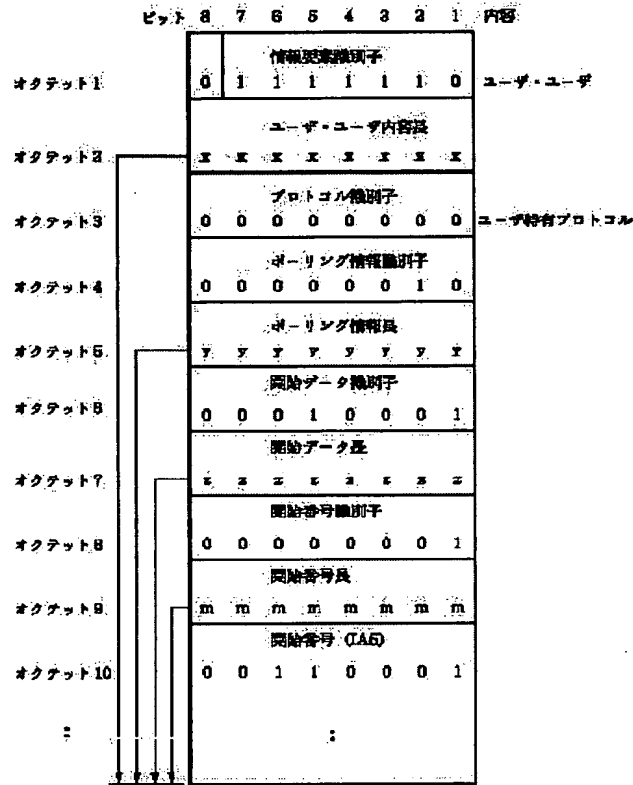 ビット 8 7 6 5 4 3 2 1 内容
情報要素識別子
オクテット1 0 1 1 1 1 1 1 0 ユーザ・ユーザ
ユーザ・ユーザ内容長
オクテット2 x x x x x x x x
プロトコル識別子
オクテット3 0 0 0 0 0 0 0 0 ユーザ特有プロトコル
ポーリング情報識別子
オクテット4 0 0 0 0 0 0 1 0
ポーリング情報長
オクテット5 y y y y y y y y
開始データ識別子
オクテット6 0 0 0 1 0 0 0 1
開始データ長
オクテット7 z z z z z z z z
開始番号識別子
オクテット8 0 0 0 0 0 0 0 1
開始番号長
オクテット9 m m m m m m m m
開始番号 (IA5)
オクテット10 0 0 1 1 0 0 0 1
: :